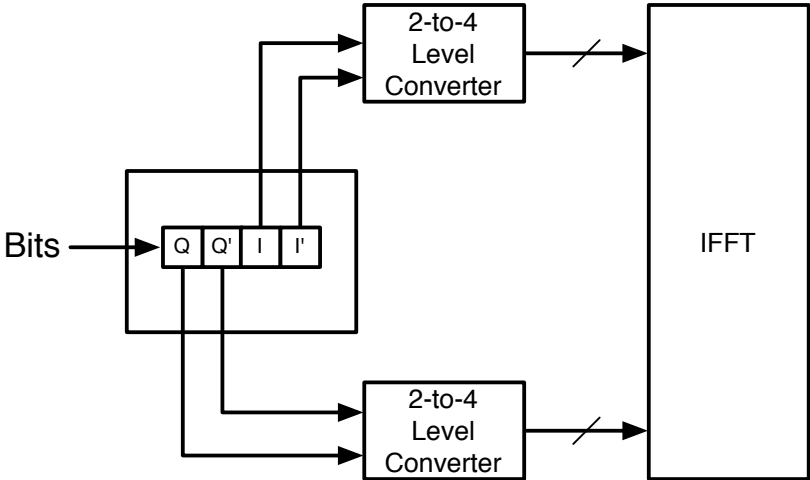 2-to-4
Level
Converter
IFFT
Bits
Q Q' I I'
2-to-4
Level
Converter